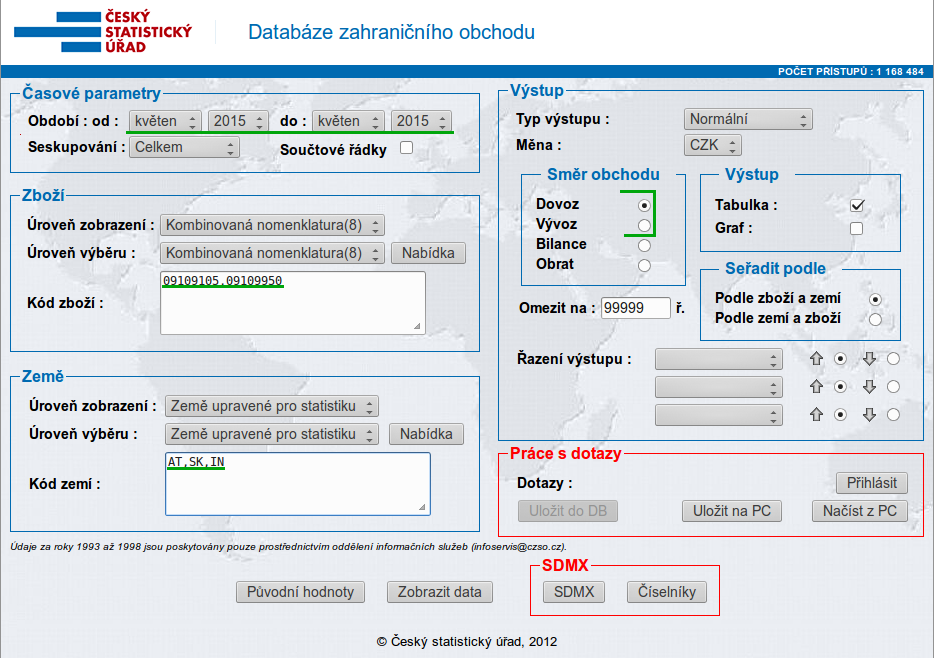 ČESKÝ
STATISTICKÝ
ÚŘAD
Databáze zahraničního obchodu
POČET PŘÍSTUPŮ : 1 168 484
Časové parametry
Období : od : květen 2015 do : květen 2015
Seskupování : Celkem Součtové řádky
Zboží
Úroveň zobrazení : Kombinovaná nomenklatura(8)
Úroveň výběru : Kombinovaná nomenklatura(8) Nabídka
Kód zboží : 09109105,09109950
Země
Úroveň zobrazení : Země upravené pro statistiku
Úroveň výběru : Země upravené pro statistiku Nabídka
Kód zemí : AT,SK,IN
Výstup
Typ výstupu : Normální
Měna : CZK
Směr obchodu
Dovoz
Vývoz
Bilance
Obrat
Výstup
Tabulka :
Graf :
Seřadit podle
Podle zboží a zemí
Podle zemí a zboží
Omezit na : 99999 ř.
Řazení výstupu :
Práce s dotazy
Dotazy : Přihlásit
Uložit do DB Uložit na PC Načíst z PC
Údaje za roky 1993 až 1998 jsou poskytovány pouze prostřednictvím oddělení informačních služeb (infoservis@czso.cz).
SDMX
Původní hodnoty Zobrazit data SDMX Číselníky
© Český statistický úřad, 2012